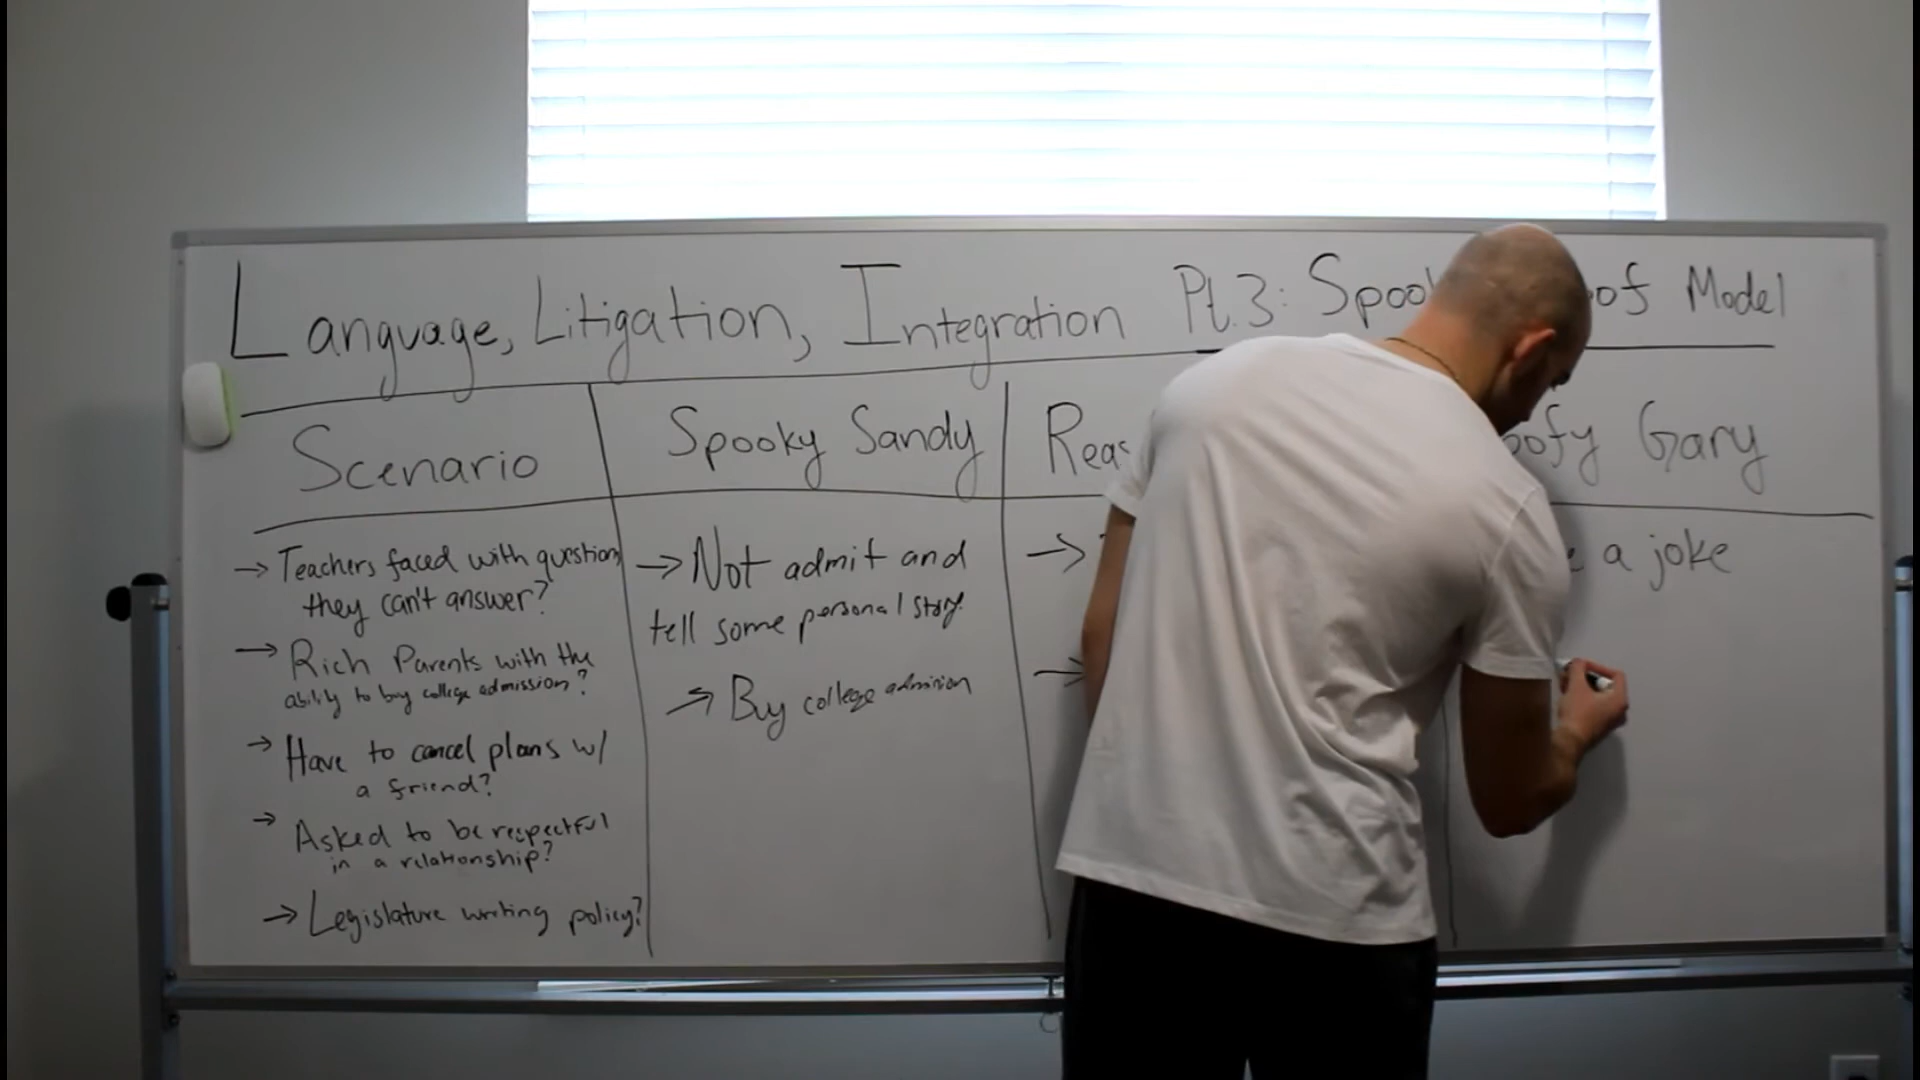 Language, Litigation, Integration Pt.3: Spoo of Model
Scenario
Spooky Sandy
Reas
oofy Gary
→ Teachers faced with question
they can't answer?
→ Rich Parents with the
ability to buy college admission?
→ Have to cancel plans w/
a friend?
→ Asked to be respectful
in a relationship?
→ Legislature writing policy?
→ Not admit and
tell some personal story.
→ Buy college admission
→
→
e a joke